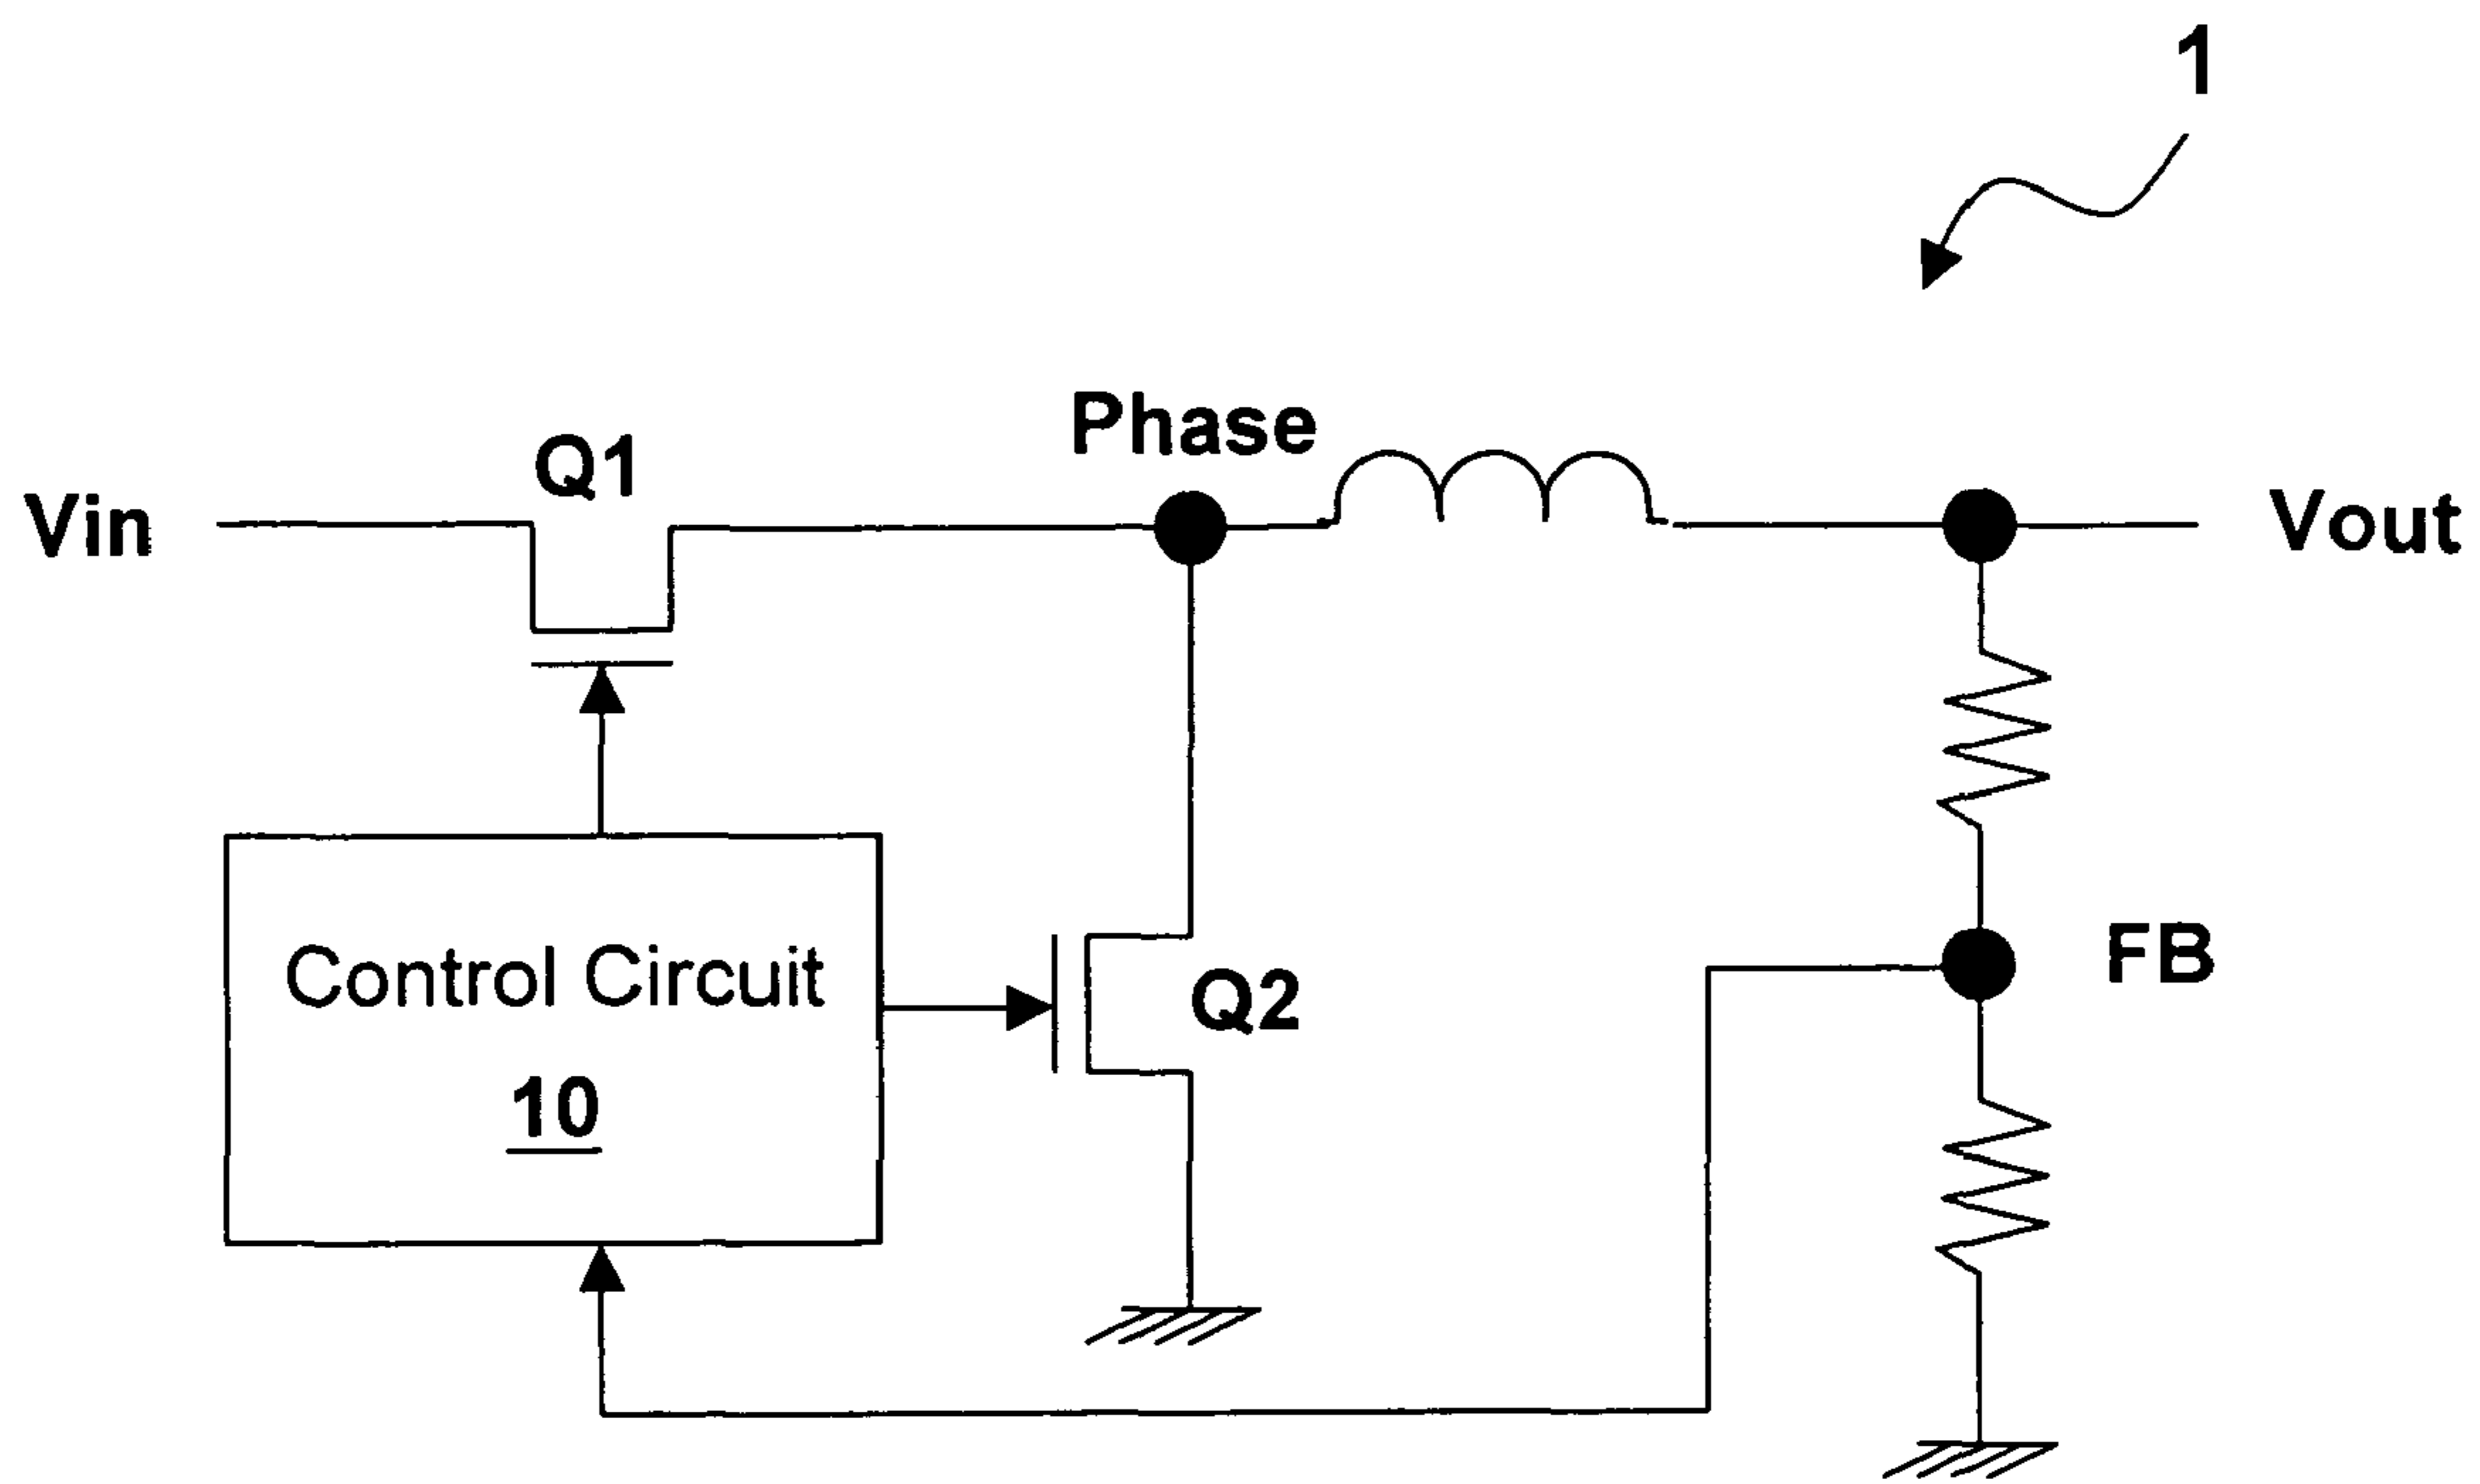 1
Phase
Q1
Vin
Vout
Control Circuit
10
Q2
FB